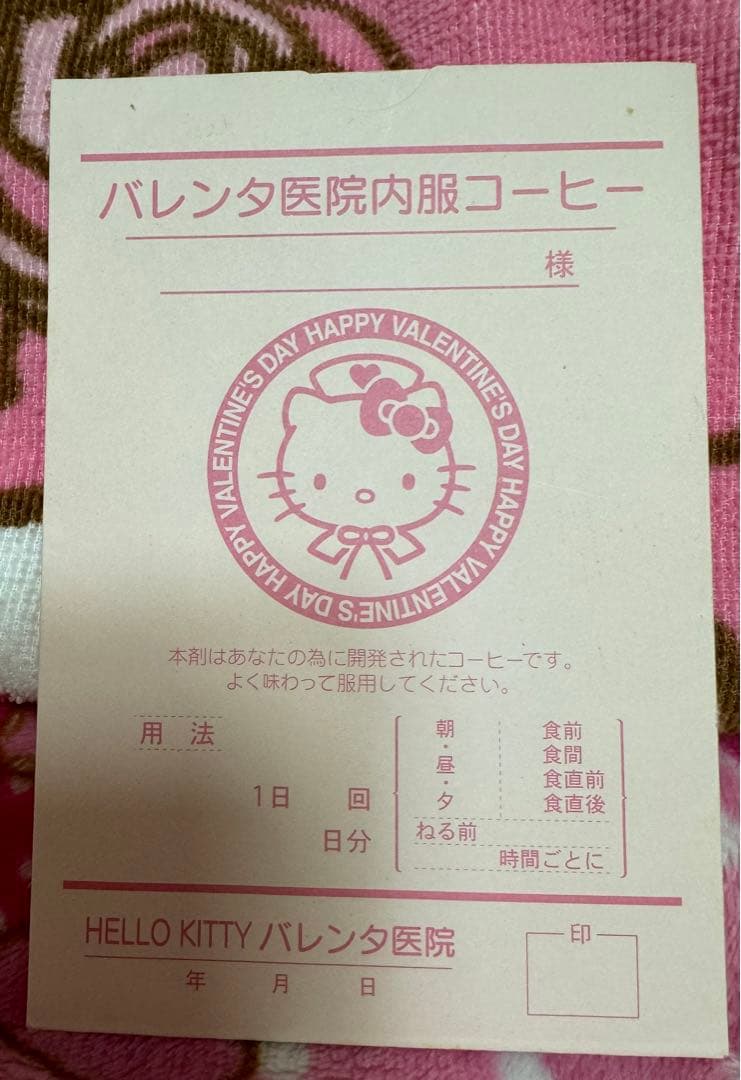 バレンタ医院内服コーヒー
様
HAPPY VALENTINE'S DAY HAPPY VALENTINE'S DAY HAPPY VALENTINE'S DAY HAPPY VALENTINE'S DAY
本剤はあなたの為に開発されたコーヒーです。
よく味わって服用してください。
用 法
1日 回
日分
朝・昼・夕
食前
食間
食直前
食直後
ねる前
時間ごとに
HELLO KITTY バレンタ医院
年 月 日
印